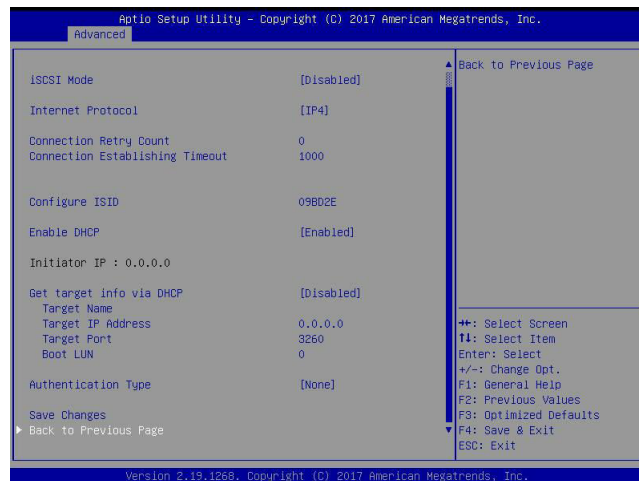 Aptio Setup Utility – Copyright (C) 2017 American Megatrends, Inc.
Advanced
iSCSI Mode [Disabled]
Internet Protocol [IP4]
Connection Retry Count 0
Connection Establishing Timeout 1000
Configure ISID 09BD2E
Enable DHCP [Enabled]
Initiator IP : 0.0.0.0
Get target info via DHCP [Disabled]
Target Name
Target IP Address 0.0.0.0
Target Port 3260
Boot LUN 0
Authentication Type [None]
Save Changes
Back to Previous Page
Back to Previous Page
→←: Select Screen
↑↓: Select Item
Enter: Select
+/-: Change Opt.
F1: General Help
F2: Previous Values
F3: Optimized Defaults
F4: Save & Exit
ESC: Exit
Version 2.19.1268. Copyright (C) 2017 American Megatrends, Inc.